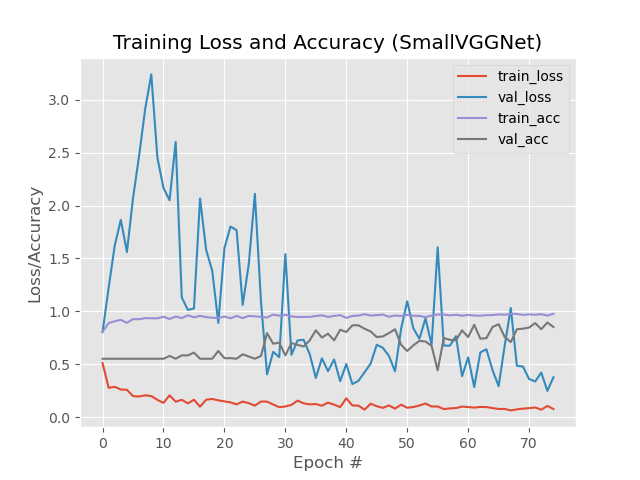 Training Loss and Accuracy (SmallVGGNet)
train_loss
val_loss
train_acc
val_acc
Loss/Accuracy
3.0
2.5
2.0
1.5
1.0
0.5
0.0
0 10 20 30 40 50 60 70
Epoch #